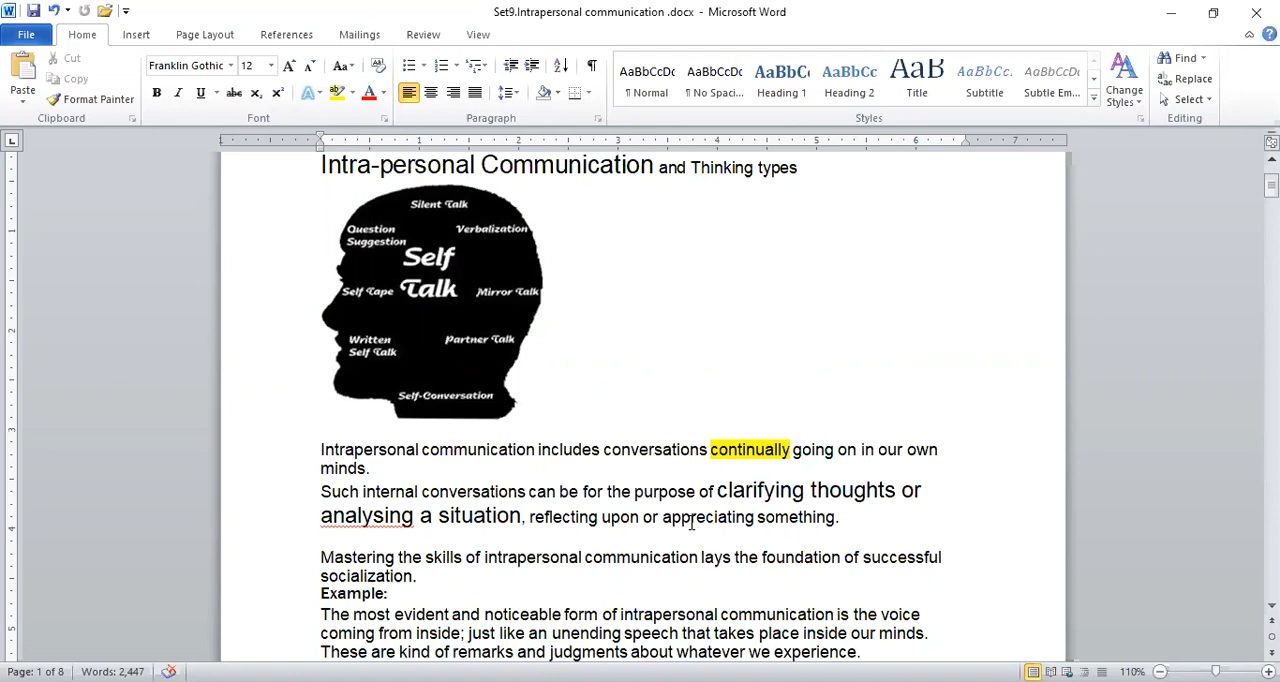 Set9.Intrapersonal communication .docx - Microsoft Word
File Home Insert Page Layout References Mailings Review View
Paste
Cut
Copy
Format Painter
Clipboard
Franklin Gothic 12
Font
Paragraph
AaBbCcDc AaBbCcDc AaBbC AaBbCc AaB AaBbCc. AaBbCcDc
¶ Normal ¶ No Spaci... Heading 1 Heading 2 Title Subtitle Subtle Em...
Styles
Change
Styles
Find
Replace
Select
Editing
1 2 3 4 5 6 7
Intra-personal Communication and Thinking types
Silent Talk
Question
Suggestion
Verbalization
Self
Talk
Self Tape
Mirror Talk
Written
Self Talk
Partner Talk
Self-Conversation
Intrapersonal communication includes conversations continually going on in our own
minds.
Such internal conversations can be for the purpose of clarifying thoughts or
analysing a situation, reflecting upon or appreciating something.
Mastering the skills of intrapersonal communication lays the foundation of successful
socialization.
Example:
The most evident and noticeable form of intrapersonal communication is the voice
coming from inside; just like an unending speech that takes place inside our minds.
These are kind of remarks and judgments about whatever we experience.
Page: 1 of 8 Words: 2,447 110%